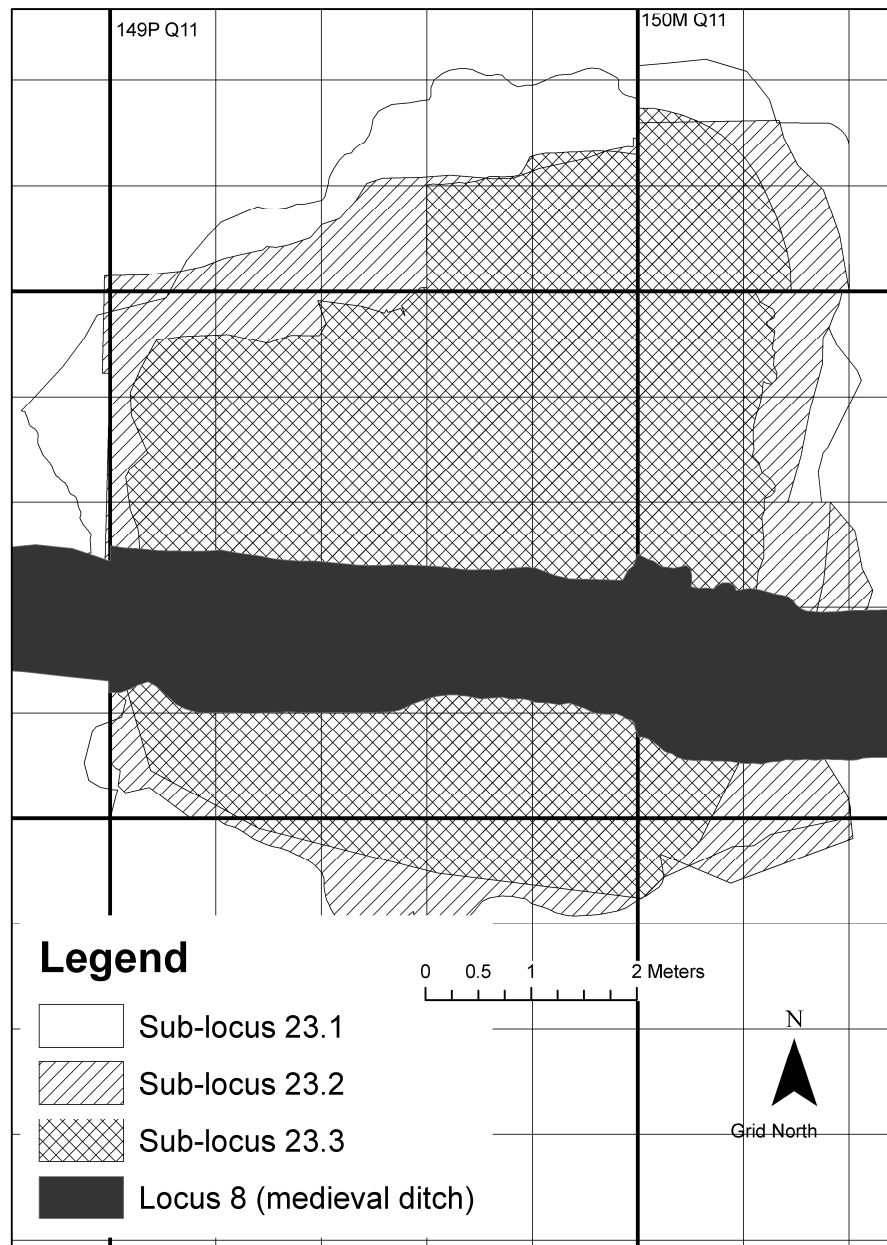 149P Q11
150M Q11
Legend
Sub-locus 23.1
Sub-locus 23.2
Sub-locus 23.3
Locus 8 (medieval ditch)
0 0.5 1 2 Meters
N
Grid North